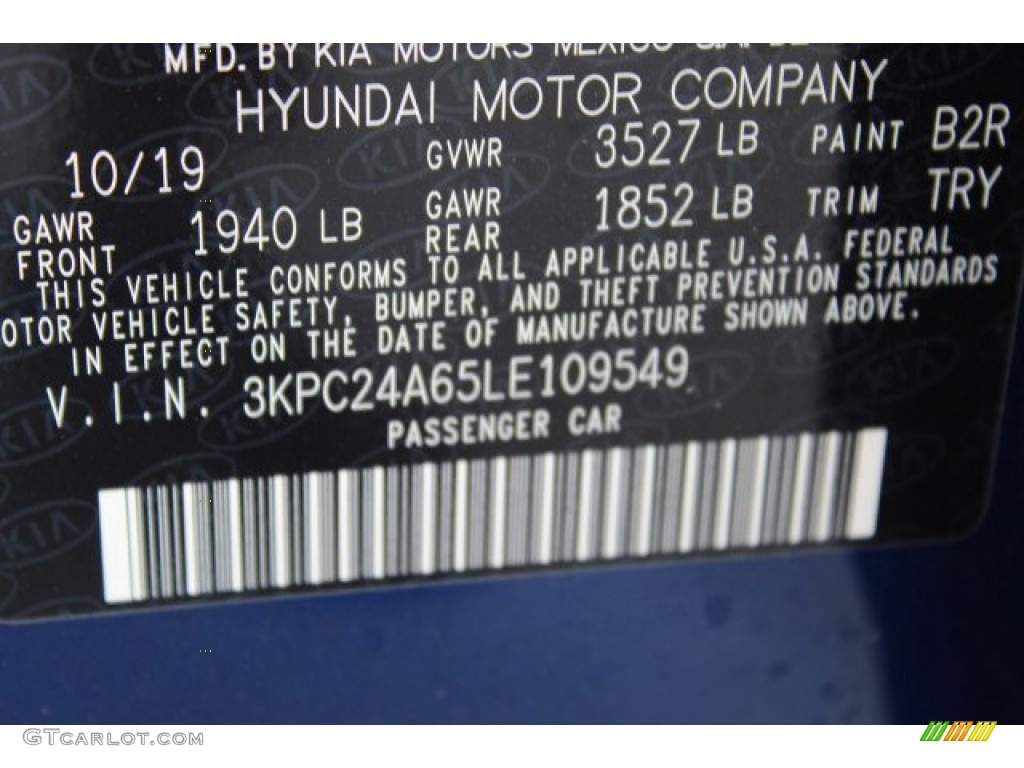 MFD. BY KIA MOTORS MEXICO
HYUNDAI MOTOR COMPANY
10/19 GVWR 3527 LB PAINT B2R
GAWR FRONT 1940 LB GAWR REAR 1852 LB TRIM TRY
THIS VEHICLE CONFORMS TO ALL APPLICABLE U.S.A. FEDERAL
OTOR VEHICLE SAFETY, BUMPER, AND THEFT PREVENTION STANDARDS
IN EFFECT ON THE DATE OF MANUFACTURE SHOWN ABOVE.
V.I.N. 3KPC24A65LE109549
PASSENGER CAR
KIA
GTCARLOT.COM